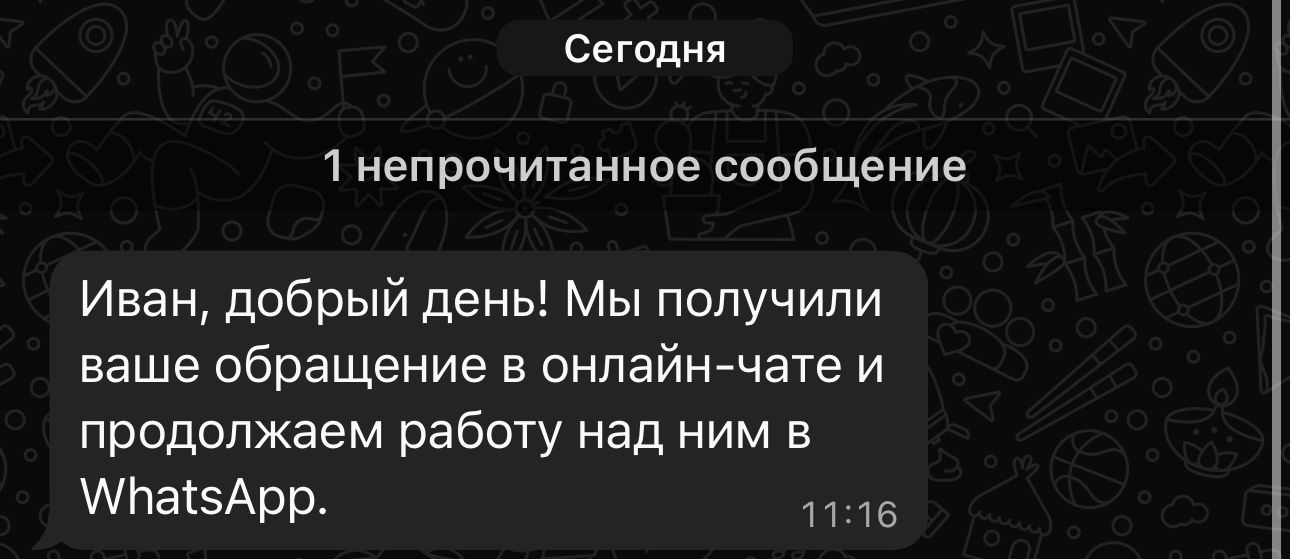 Сегодня
1 непрочитанное сообщение
Иван, добрый день! Мы получили
ваше обращение в онлайн-чате и
продолжаем работу над ним в
WhatsApp.
11:16